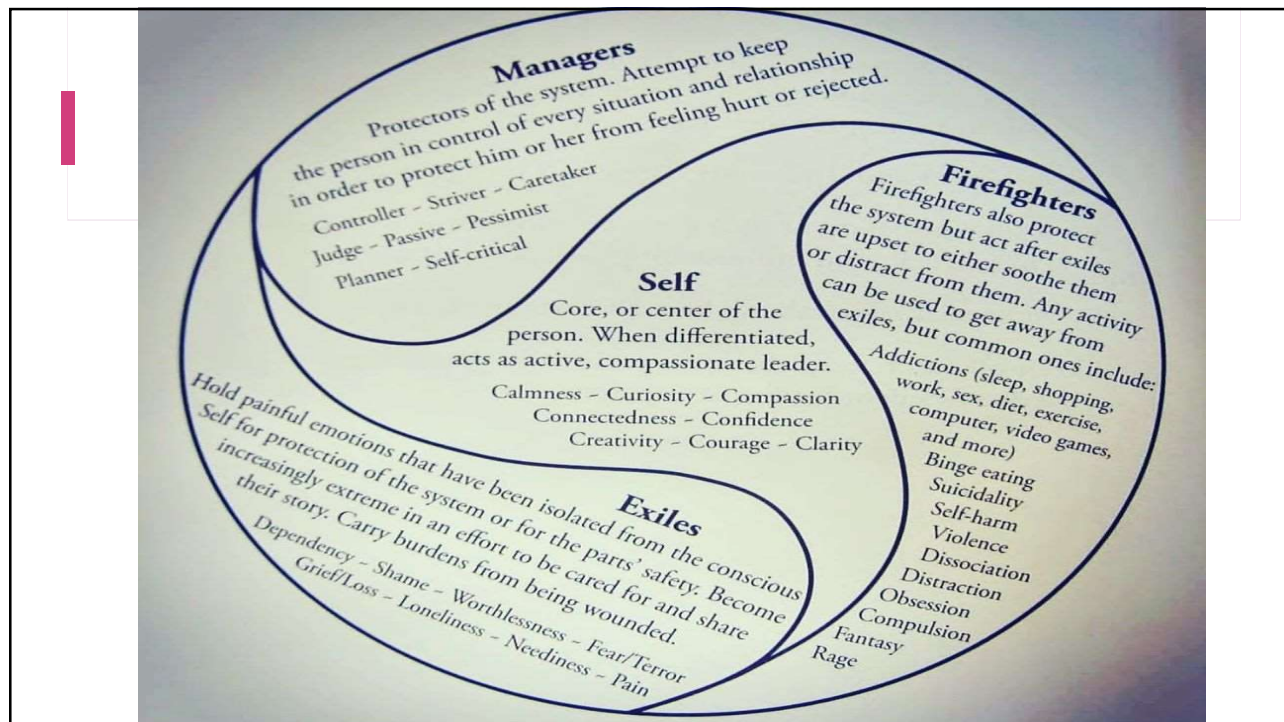 Managers
Protectors of the system. Attempt to keep
the person in control of every situation and relationship
in order to protect him or her from feeling hurt or rejected.
Controller ~ Striver ~ Caretaker
Judge ~ Passive ~ Pessimist
Planner ~ Self-critical
Firefighters
Firefighters also protect
the system but act after exiles
are upset to either soothe them
or distract from them. Any activity
can be used to get away from
exiles, but common ones include:
Addictions (sleep, shopping,
work, sex, diet, exercise,
computer, video games,
and more)
Binge eating
Suicidality
Self-harm
Violence
Dissociation
Distraction
Obsession
Compulsion
Fantasy
Rage
Self
Core, or center of the
person. When differentiated,
acts as active, compassionate leader.
Calmness ~ Curiosity ~ Compassion
Connectedness ~ Confidence
Creativity ~ Courage ~ Clarity
Exiles
Hold painful emotions that have been isolated from the conscious
Self for protection of the system or for the parts' safety. Become
increasingly extreme in an effort to be cared for and share
their story. Carry burdens from being wounded.
Dependency ~ Shame ~ Worthlessness ~ Fear/Terror
Grief/Loss ~ Loneliness ~ Neediness ~ Pain